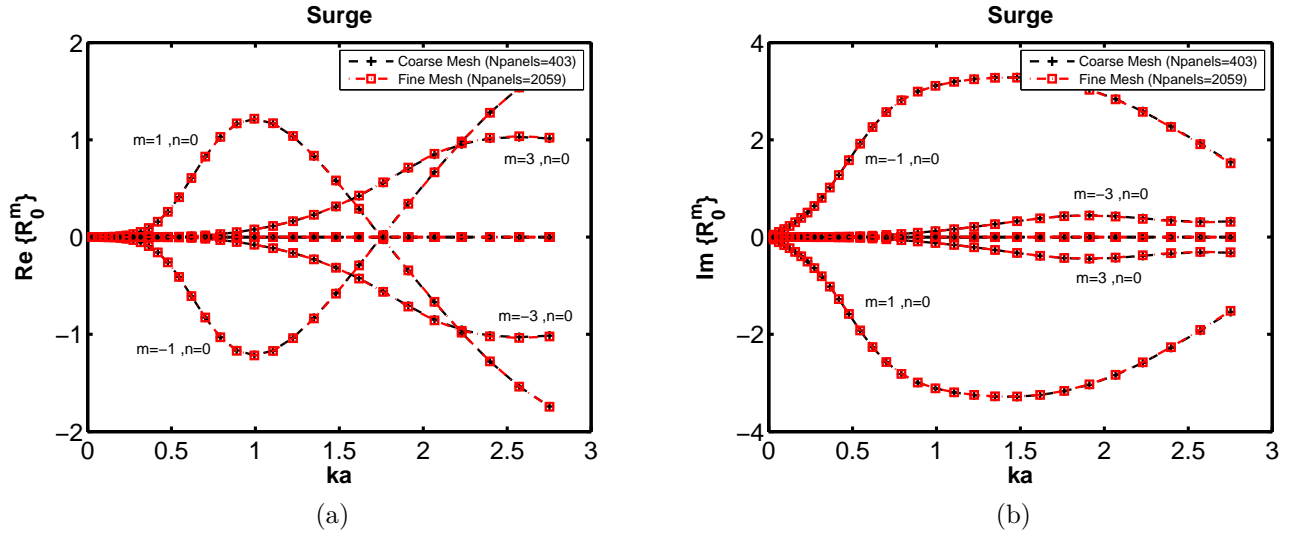 Surge
Re {R₀ᵐ}
2
1
0
−1
−2
Coarse Mesh (Npanels=403)
Fine Mesh (Npanels=2059)
m=1 ,n=0
m=3 ,n=0
m=−3 ,n=0
m=−1 ,n=0
0 0.5 1 1.5 2 2.5 3
ka
(a)
Surge
Im {R₀ᵐ}
4
2
0
−2
−4
Coarse Mesh (Npanels=403)
Fine Mesh (Npanels=2059)
m=−1 ,n=0
m=−3 ,n=0
m=3 ,n=0
m=1 ,n=0
0 0.5 1 1.5 2 2.5 3
ka
(b)